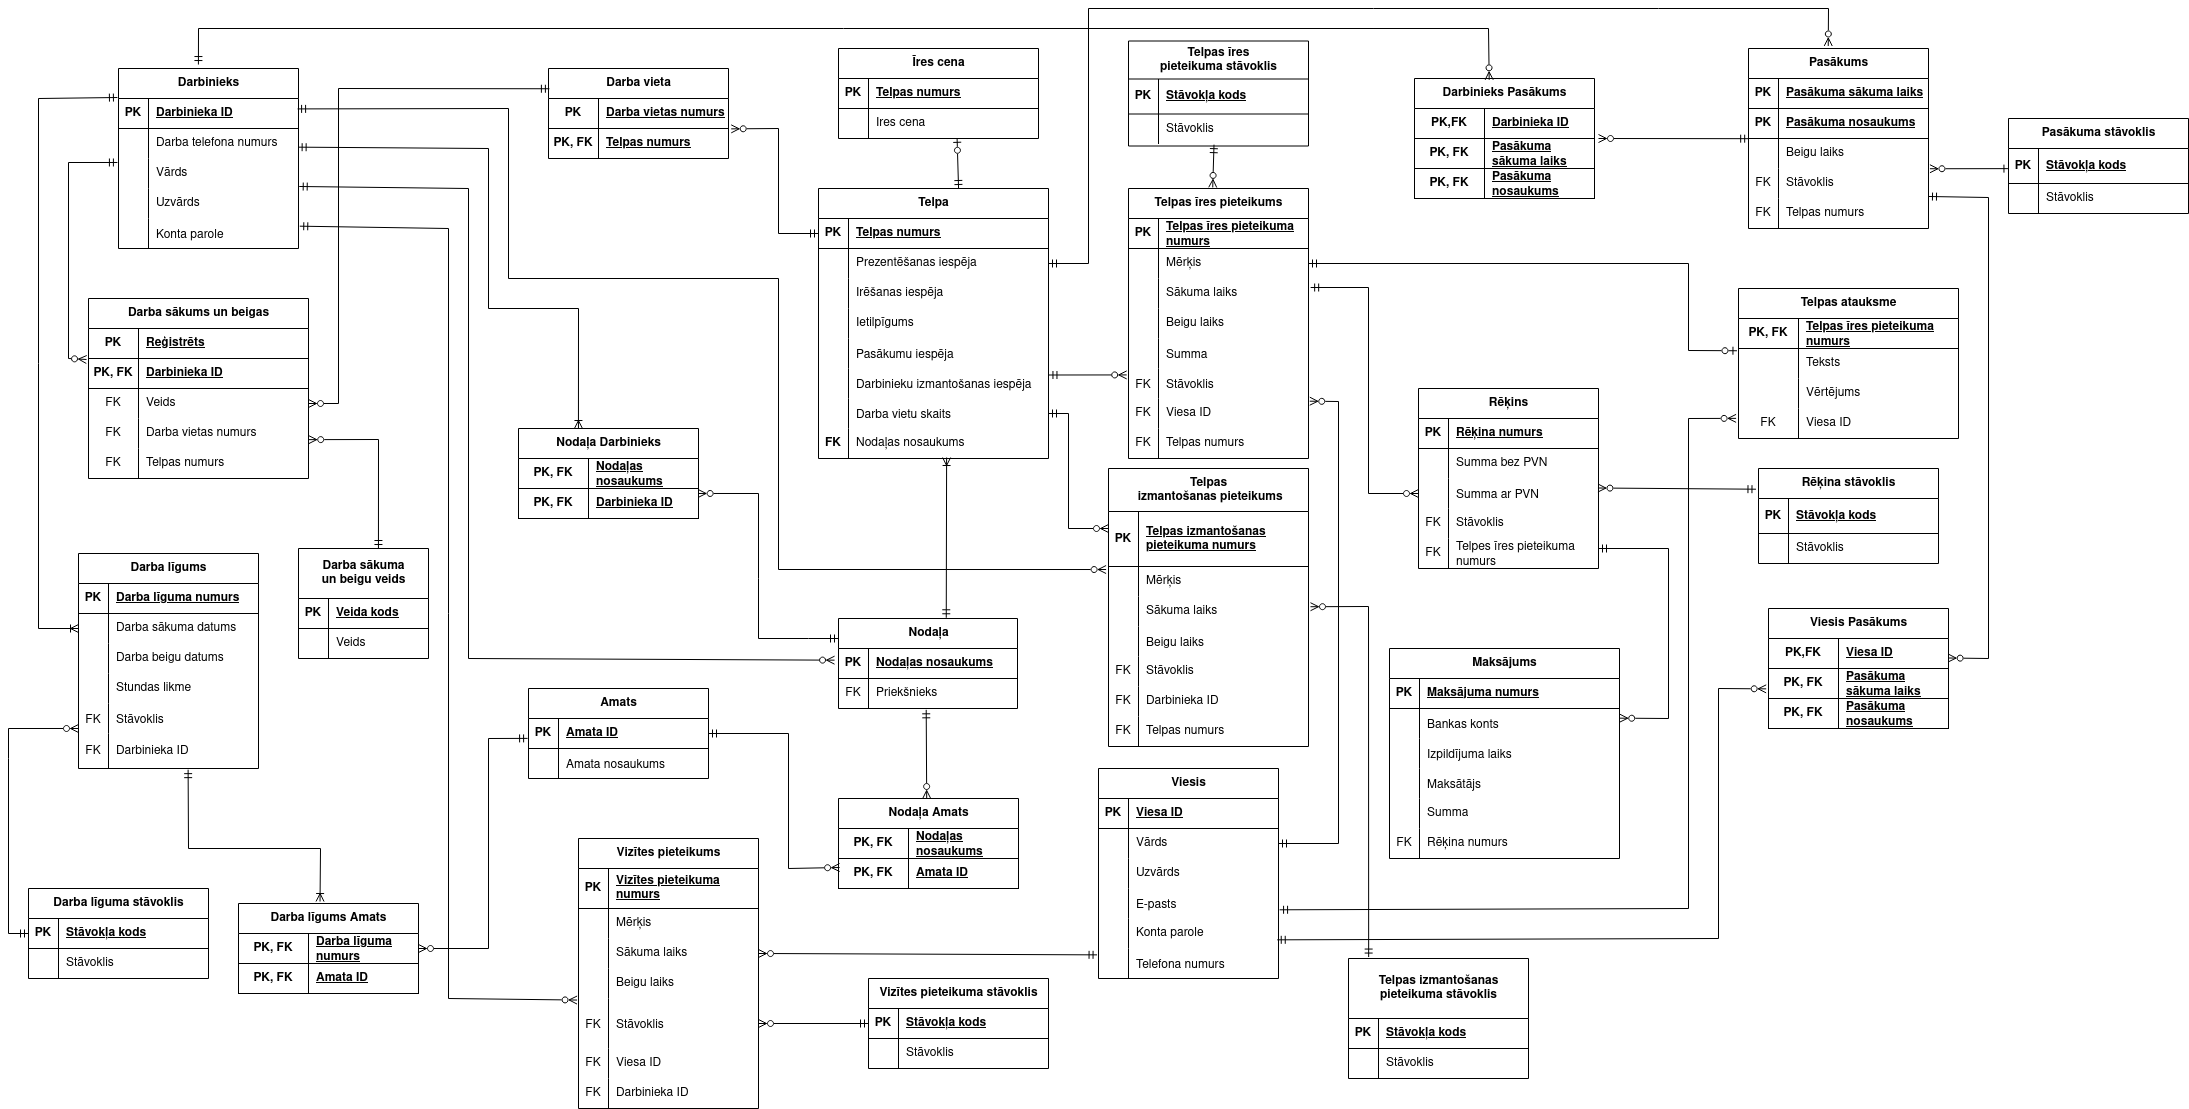 Darbinieks
PK Darbinieka ID
Darba telefona numurs
Vārds
Uzvārds
Konta parole
Darba vieta
PK Darba vietas numurs
PK, FK Telpas numurs
Īres cena
PK Telpas numurs
Ires cena
Telpas īres
pieteikuma stāvoklis
PK Stāvokļa kods
Stāvoklis
Darbinieks Pasākums
PK,FK Darbinieka ID
PK, FK Pasākuma
sākuma laiks
PK, FK Pasākuma
nosaukums
Pasākums
PK Pasākuma sākuma laiks
PK Pasākuma nosaukums
Beigu laiks
FK Stāvoklis
FK Telpas numurs
Pasākuma stāvoklis
PK Stāvokļa kods
Stāvoklis
Telpa
PK Telpas numurs
Prezentēšanas iespēja
Irēšanas iespēja
Ietilpīgums
Pasākumu iespēja
Darbinieku izmantošanas iespēja
Darba vietu skaits
FK Nodaļas nosaukums
Telpas īres pieteikums
PK Telpas īres pieteikuma
numurs
Mērķis
Sākuma laiks
Beigu laiks
Summa
FK Stāvoklis
FK Viesa ID
FK Telpas numurs
Darba sākums un beigas
PK Reģistrēts
PK, FK Darbinieka ID
FK Veids
FK Darba vietas numurs
FK Telpas numurs
Telpas atauksme
PK, FK Telpas īres pieteikuma
numurs
Teksts
Vērtējums
FK Viesa ID
Rēķins
PK Rēķina numurs
Summa bez PVN
Summa ar PVN
FK Stāvoklis
FK Telpes īres pieteikuma
numurs
Nodaļa Darbinieks
PK, FK Nodaļas
nosaukums
PK, FK Darbinieka ID
Telpas
izmantošanas pieteikums
PK Telpas izmantošanas
pieteikuma numurs
Mērķis
Sākuma laiks
Beigu laiks
FK Stāvoklis
FK Darbinieka ID
FK Telpas numurs
Rēķina stāvoklis
PK Stāvokļa kods
Stāvoklis
Darba līgums
PK Darba līguma numurs
Darba sākuma datums
Darba beigu datums
Stundas likme
FK Stāvoklis
FK Darbinieka ID
Darba sākuma
un beigu veids
PK Veida kods
Veids
Nodaļa
PK Nodaļas nosaukums
FK Priekšnieks
Viesis Pasākums
PK,FK Viesa ID
PK, FK Pasākuma
sākuma laiks
PK, FK Pasākuma
nosaukums
Maksājums
PK Maksājuma numurs
Bankas konts
Izpildījuma laiks
Maksātājs
Summa
FK Rēķina numurs
Amats
PK Amata ID
Amata nosaukums
Nodaļa Amats
PK, FK Nodaļas
nosaukums
PK, FK Amata ID
Viesis
PK Viesa ID
Vārds
Uzvārds
E-pasts
Konta parole
Telefona numurs
Vizītes pieteikums
PK Vizītes pieteikuma
numurs
Mērķis
Sākuma laiks
Beigu laiks
FK Stāvoklis
FK Viesa ID
FK Darbinieka ID
Darba līguma stāvoklis
PK Stāvokļa kods
Stāvoklis
Darba līgums Amats
PK, FK Darba līguma
numurs
PK, FK Amata ID
Vizītes pieteikuma stāvoklis
PK Stāvokļa kods
Stāvoklis
Telpas izmantošanas
pieteikuma stāvoklis
PK Stāvokļa kods
Stāvoklis